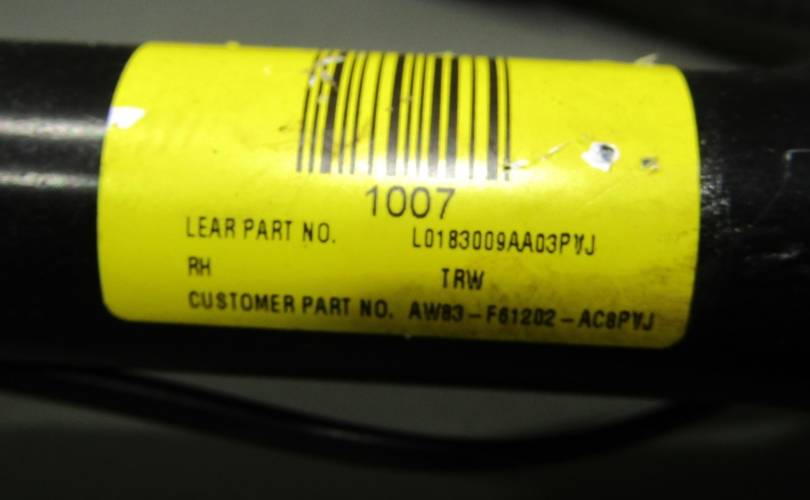 1007
LEAR PART NO. L0183009AA03PVJ
RH TRW
CUSTOMER PART NO. AW83-F61202-AC8PVJ